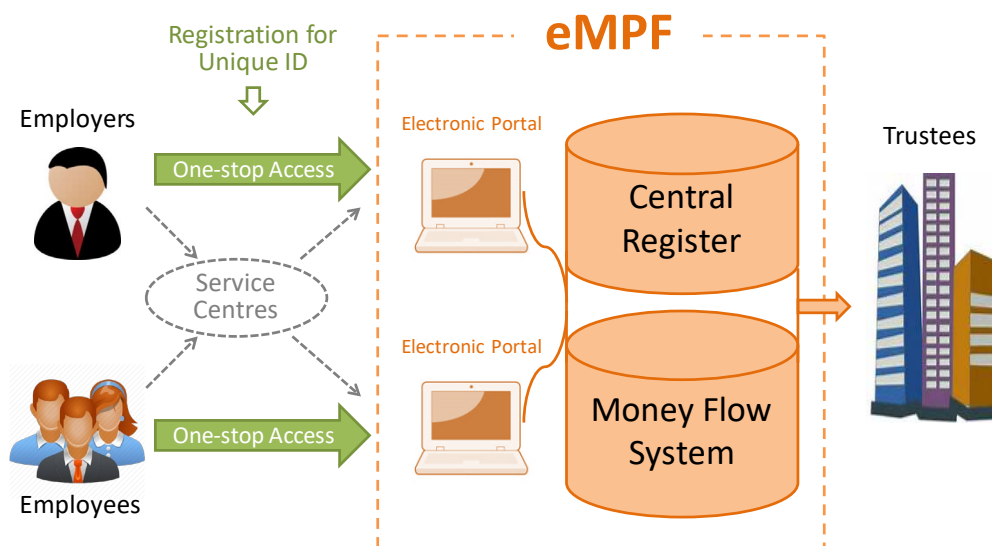 eMPF
Registration for
Unique ID
Employers
One-stop Access
Electronic Portal
Central
Register
Trustees
Service
Centres
Electronic Portal
Money Flow
System
One-stop Access
Employees